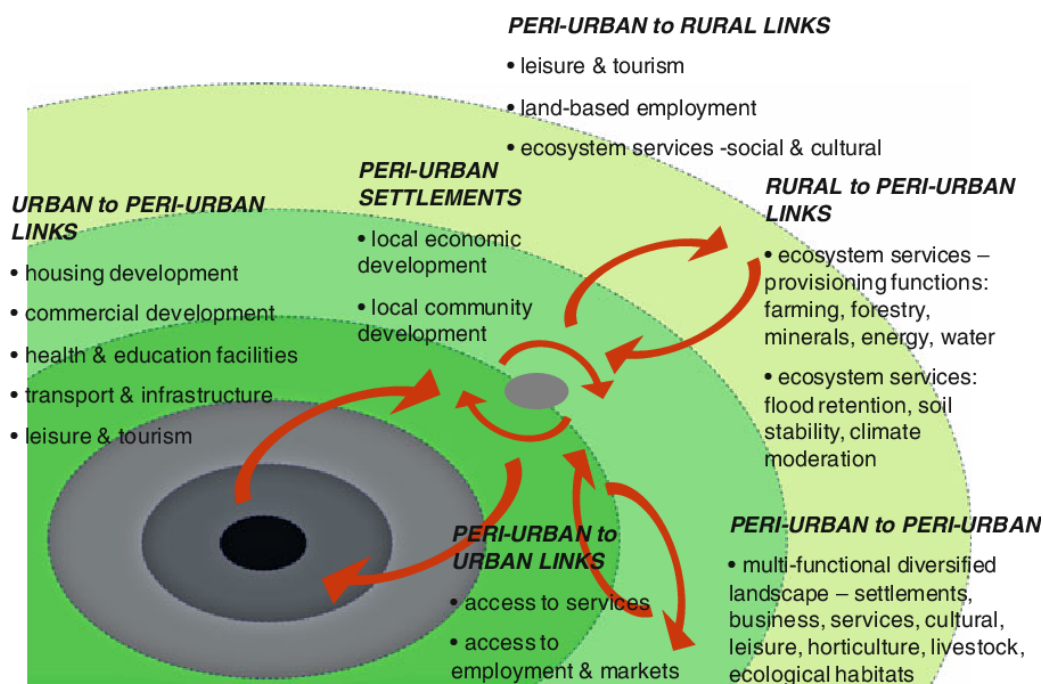 PERI-URBAN to RURAL LINKS
• leisure & tourism
• land-based employment
• ecosystem services -social & cultural
PERI-URBAN
SETTLEMENTS
• local economic
development
• local community
development
URBAN to PERI-URBAN
LINKS
• housing development
• commercial development
• health & education facilities
• transport & infrastructure
• leisure & tourism
RURAL to PERI-URBAN
LINKS
• ecosystem services –
provisioning functions:
farming, forestry,
minerals, energy, water
• ecosystem services:
flood retention, soil
stability, climate
moderation
PERI-URBAN to
URBAN LINKS
• access to services
• access to
employment & markets
PERI-URBAN to PERI-URBAN
• multi-functional diversified
landscape – settlements,
business, services, cultural,
leisure, horticulture, livestock,
ecological habitats